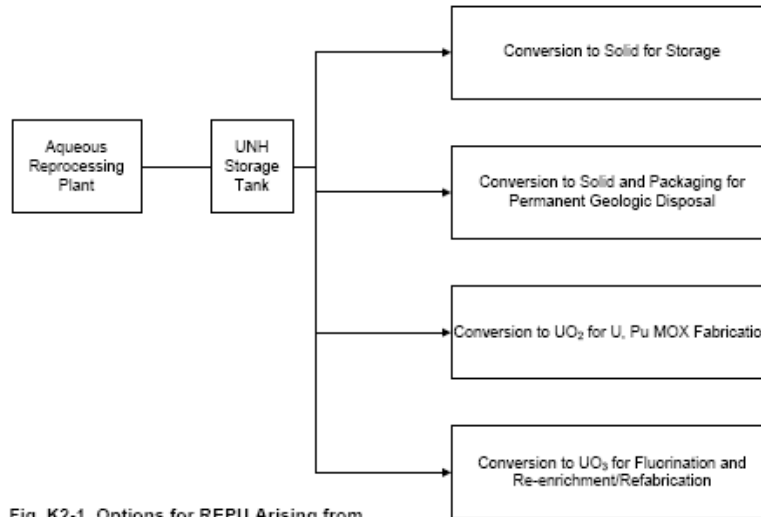 Conversion to Solid for Storage
Aqueous
Reprocessing
Plant
UNH
Storage
Tank
Conversion to Solid and Packaging for
Permanent Geologic Disposal
Conversion to UO₂ for U, Pu MOX Fabricatio
Conversion to UO₃ for Fluorination and
Re-enrichment/Refabrication
Fig. K2-1. Options for REPU Arising from